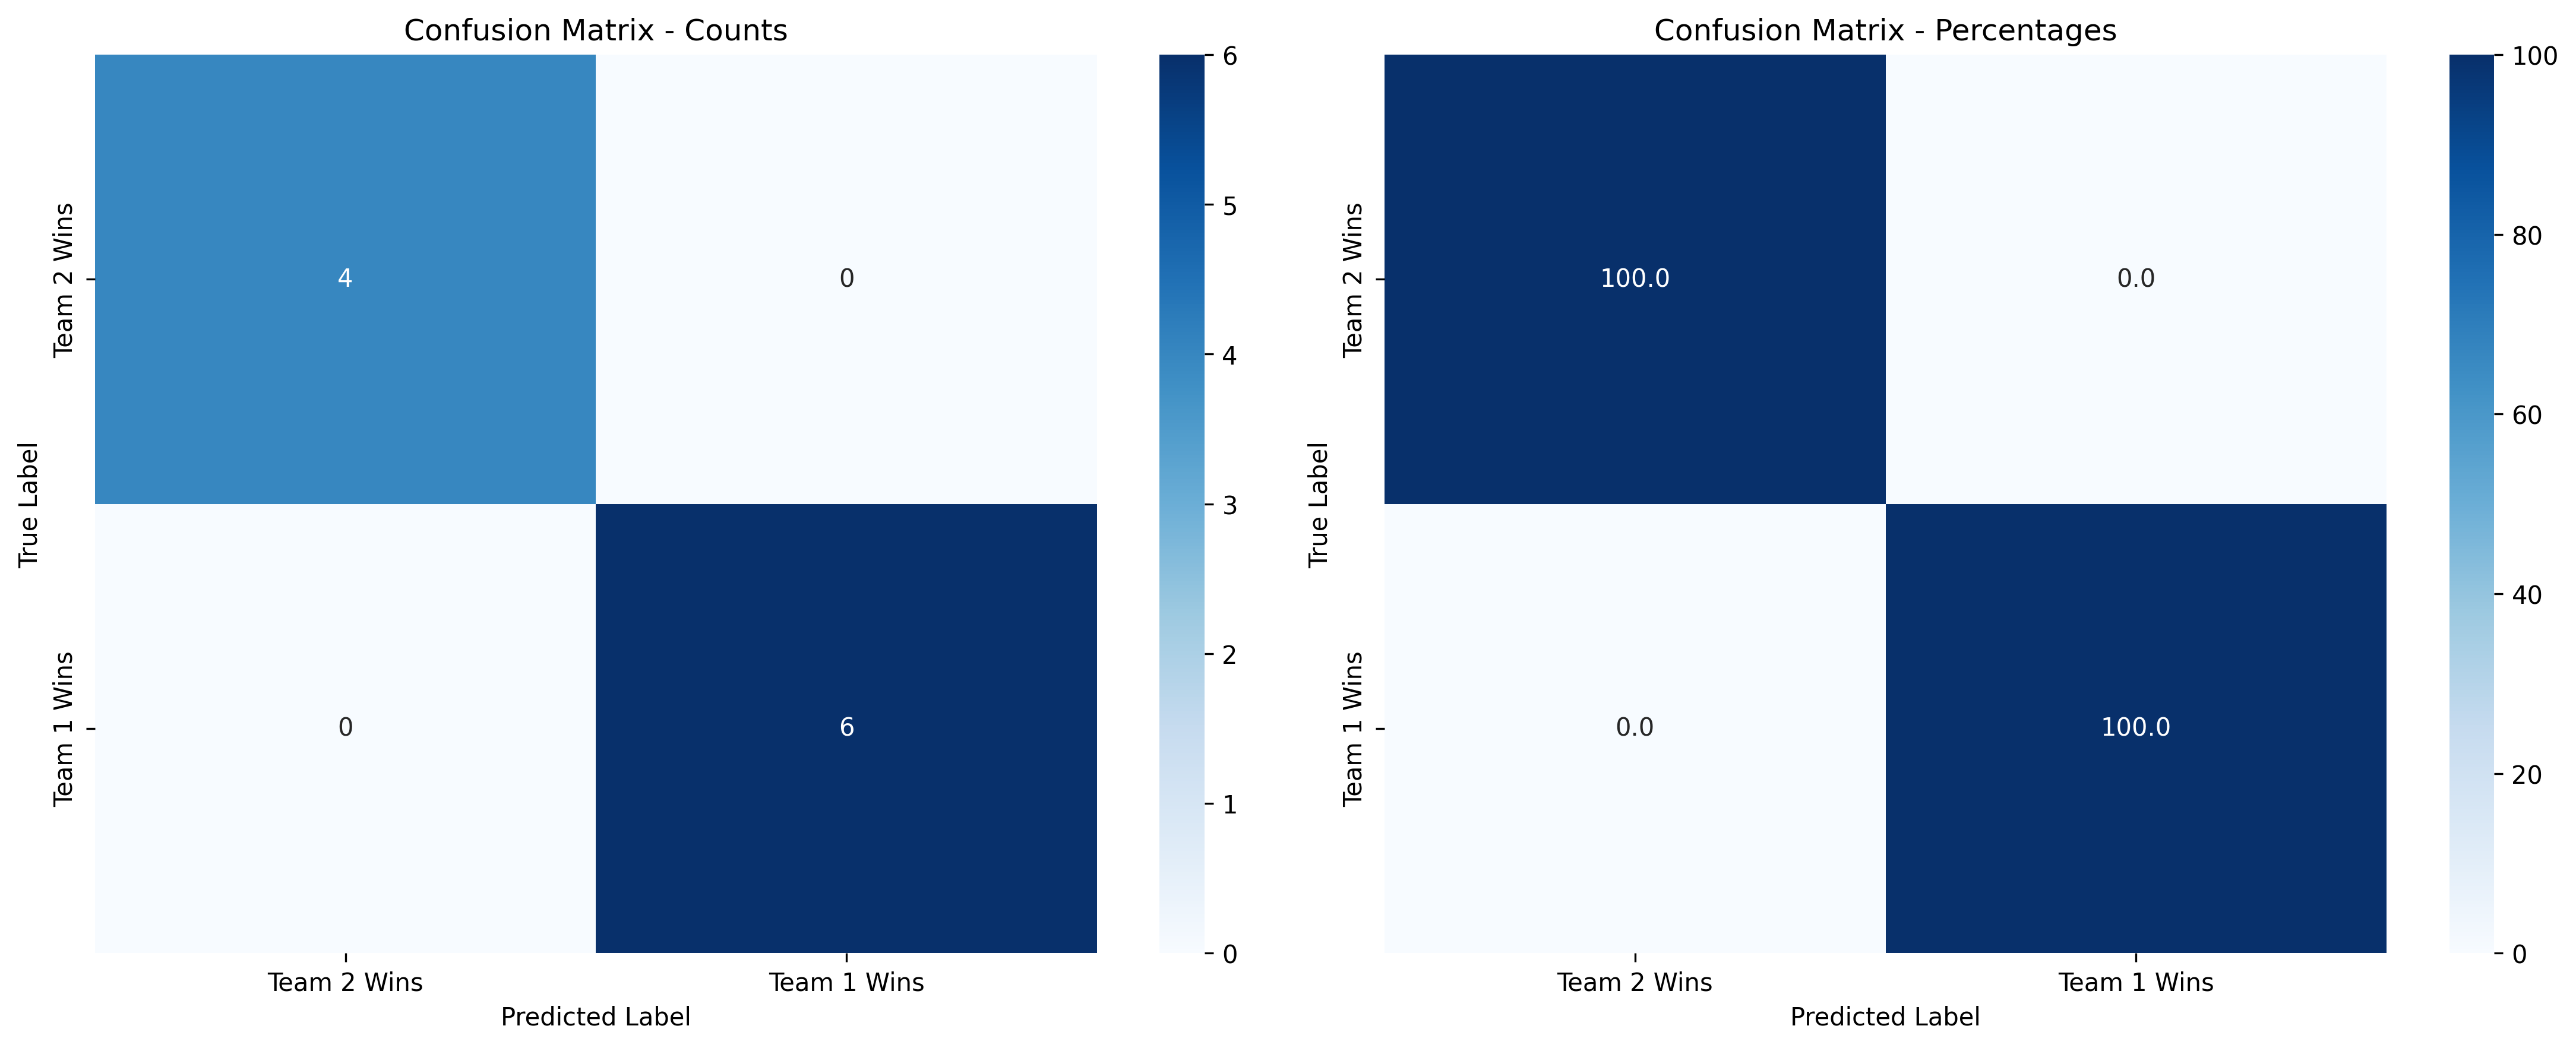 Confusion Matrix - Counts
Team 2 Wins
Team 1 Wins
True Label
4
0
0
6
Team 2 Wins
Team 1 Wins
Predicted Label
6
5
4
3
2
1
0
Confusion Matrix - Percentages
Team 2 Wins
Team 1 Wins
True Label
100.0
0.0
0.0
100.0
Team 2 Wins
Team 1 Wins
Predicted Label
100
80
60
40
20
0